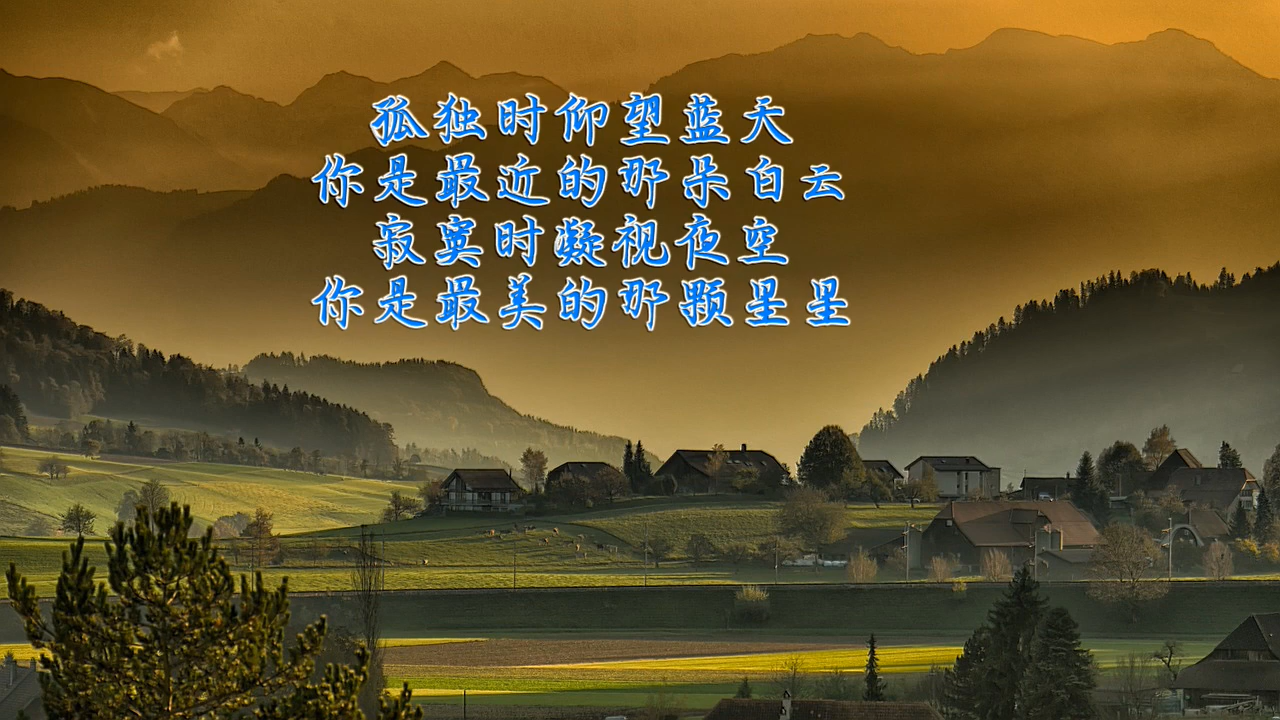 孤独时仰望蓝天
你是最近的那朵白云
寂寞时凝视夜空
你是最美的那颗星星